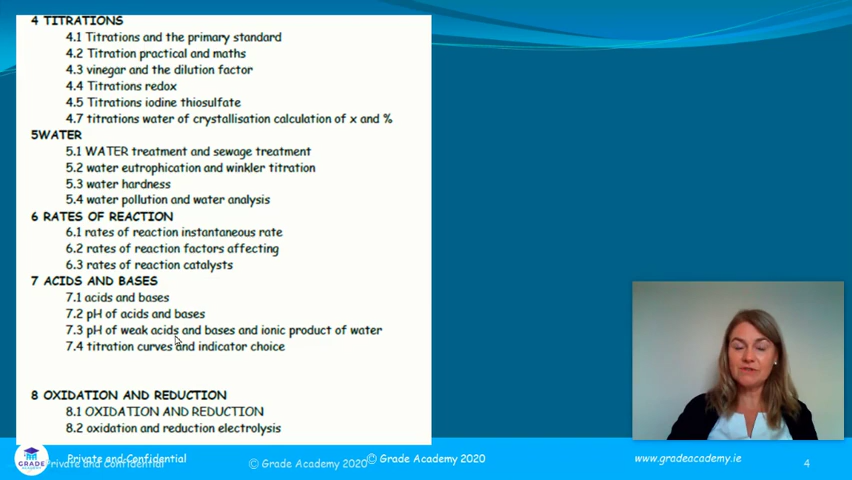 4 TITRATIONS
4.1 Titrations and the primary standard
4.2 Titration practical and maths
4.3 vinegar and the dilution factor
4.4 Titrations redox
4.5 Titrations iodine thiosulfate
4.7 titrations water of crystallisation calculation of x and %
5WATER
5.1 WATER treatment and sewage treatment
5.2 water eutrophication and winkler titration
5.3 water hardness
5.4 water pollution and water analysis
6 RATES OF REACTION
6.1 rates of reaction instantaneous rate
6.2 rates of reaction factors affecting
6.3 rates of reaction catalysts
7 ACIDS AND BASES
7.1 acids and bases
7.2 pH of acids and bases
7.3 pH of weak acids and bases and ionic product of water
7.4 titration curves and indicator choice
8 OXIDATION AND REDUCTION
8.1 OXIDATION AND REDUCTION
8.2 oxidation and reduction electrolysis
GRADE
ACADEMY
Private and Confidential
Private and Confidential
© Grade Academy 2020
© Grade Academy 2020
www.gradeacademy.ie
4